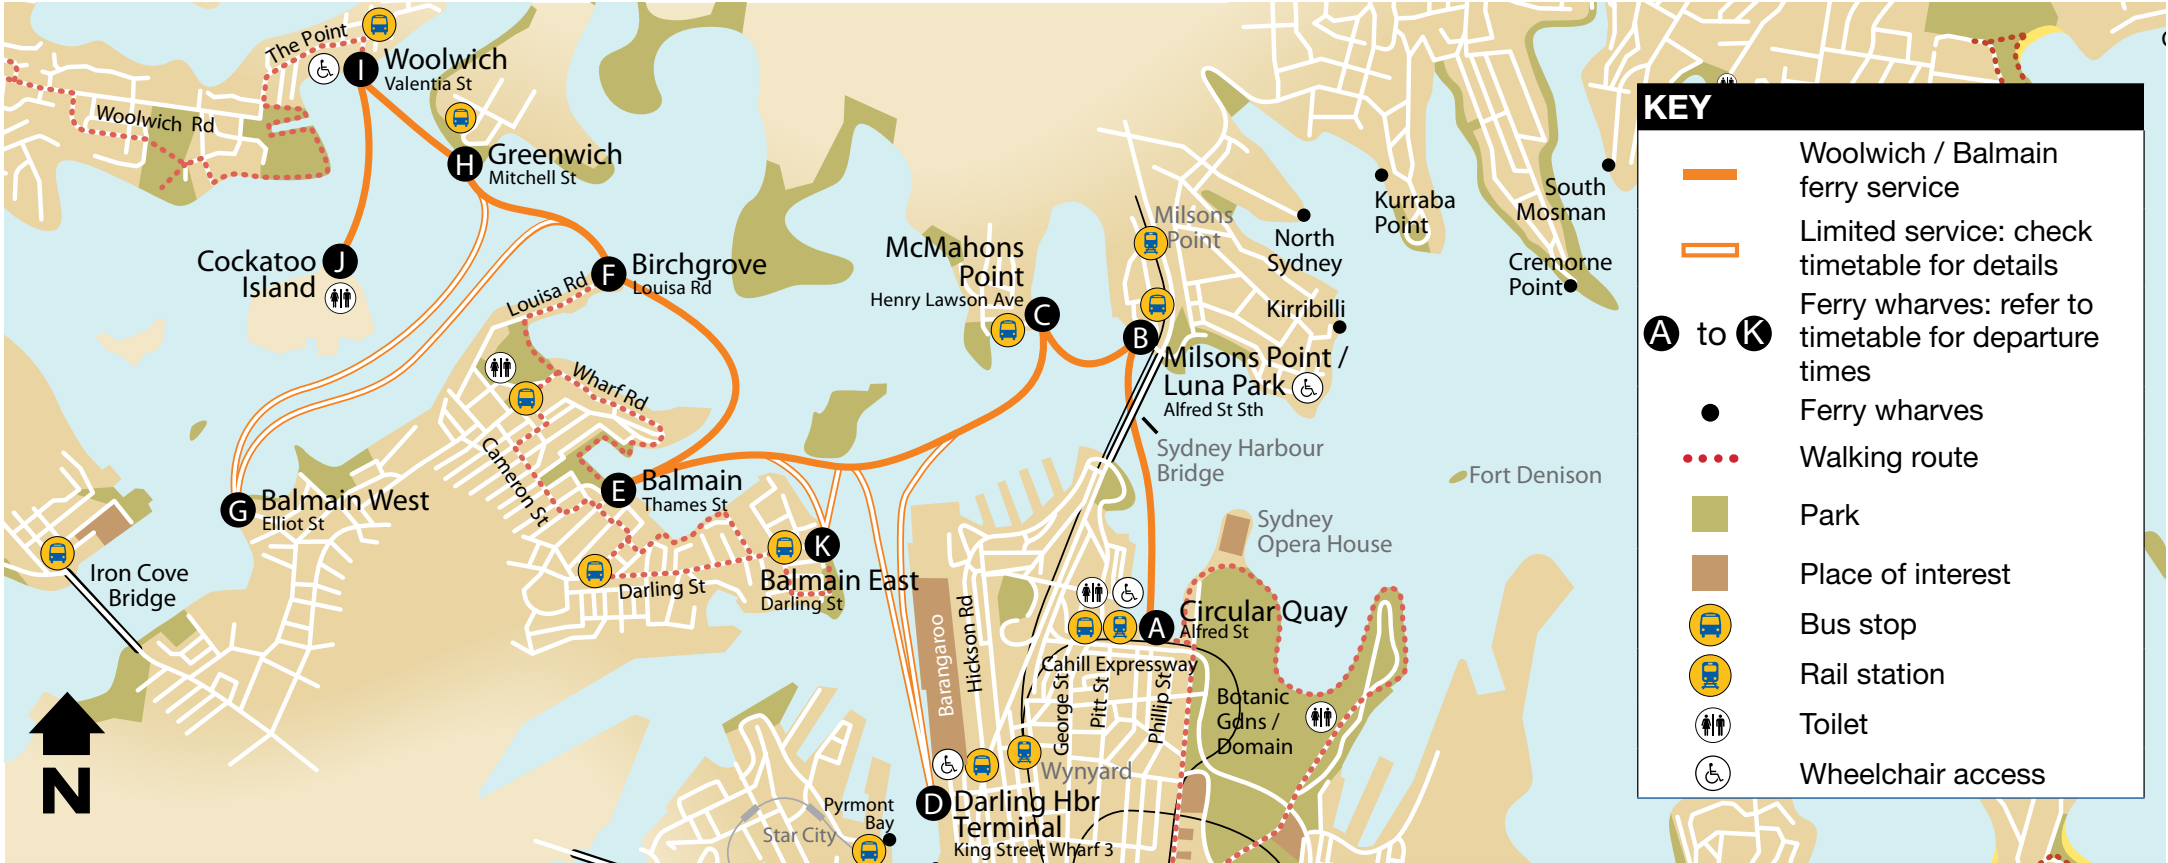 The Point
I
Woolwich
Valentia St
Woolwich Rd
H
Greenwich
Mitchell St
Cockatoo
Island
J
Louisa Rd
F
Birchgrove
Louisa Rd
Wharf Rd
Cameron St
E
Balmain
Thames St
G
Balmain West
Elliot St
Iron Cove
Bridge
Darling St
K
Balmain East
Darling St
N
McMahons
Point
Henry Lawson Ave
C
Milsons
Point
B
Milsons Point /
Luna Park
Alfred St Sth
Sydney Harbour
Bridge
North
Sydney
Kirribilli
Kurraba
Point
South
Mosman
Cremorne
Point
Fort Denison
Sydney
Opera House
A
Circular Quay
Alfred St
Cahill Expressway
George St
Pitt St
Phillip St
Botanic
Gdns /
Domain
Barangaroo
Hickson Rd
Wynyard
D
Darling Hbr
Terminal
King Street Wharf 3
Pyrmont
Bay
Star City
KEY
Woolwich / Balmain
ferry service
Limited service: check
timetable for details
A to K
Ferry wharves: refer to
timetable for departure
times
Ferry wharves
Walking route
Park
Place of interest
Bus stop
Rail station
Toilet
Wheelchair access